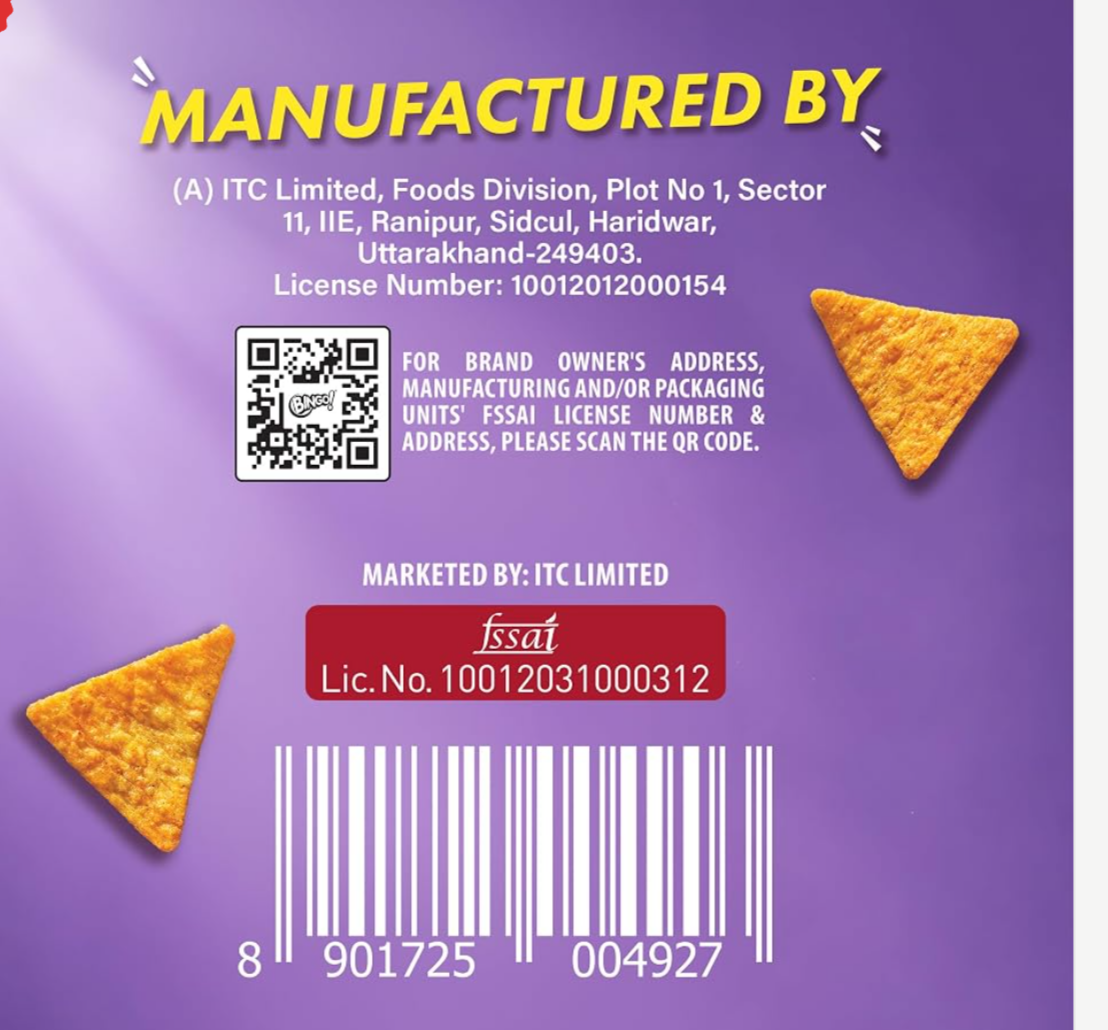 MANUFACTURED BY
(A) ITC Limited, Foods Division, Plot No 1, Sector
11, IIE, Ranipur, Sidcul, Haridwar,
Uttarakhand-249403.
License Number: 10012012000154
BINGO!
FOR BRAND OWNER'S ADDRESS,
MANUFACTURING AND/OR PACKAGING
UNITS' FSSAI LICENSE NUMBER &
ADDRESS, PLEASE SCAN THE QR CODE.
MARKETED BY: ITC LIMITED
fssai
Lic. No. 10012031000312
8 901725 004927